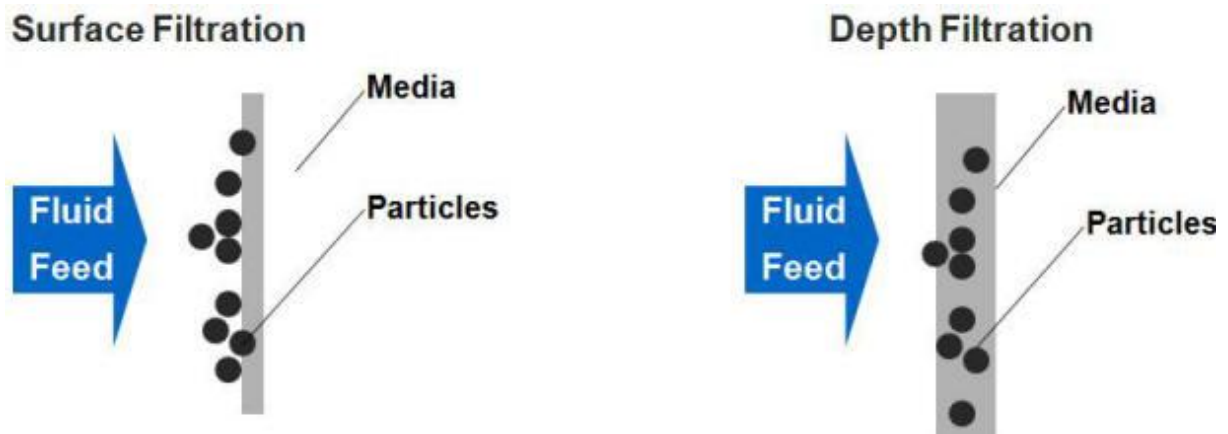 Surface Filtration
Media
Particles
Fluid
Feed
Depth Filtration
Media
Particles
Fluid
Feed